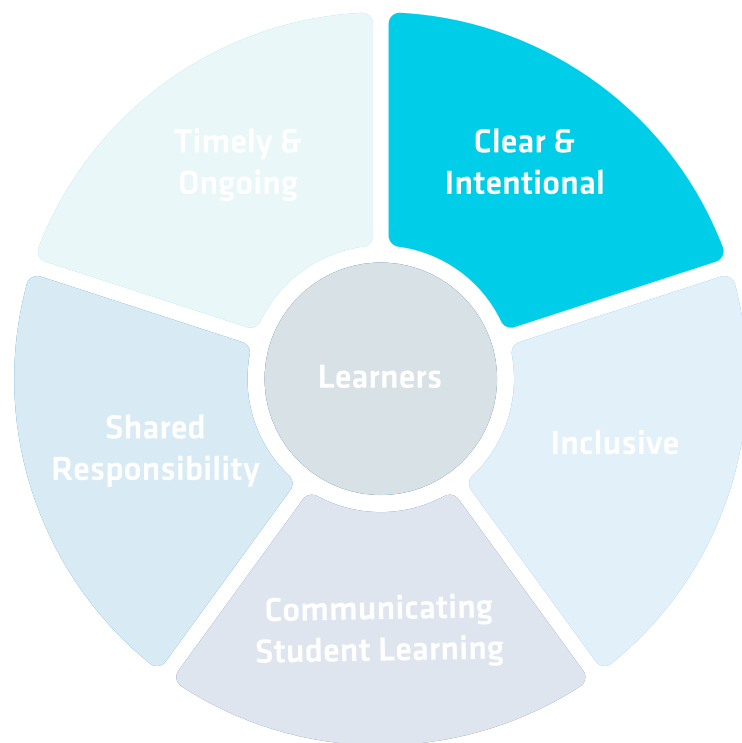 Timely &
Ongoing
Clear &
Intentional
Learners
Shared
Responsibility
Inclusive
Communicating
Student Learning